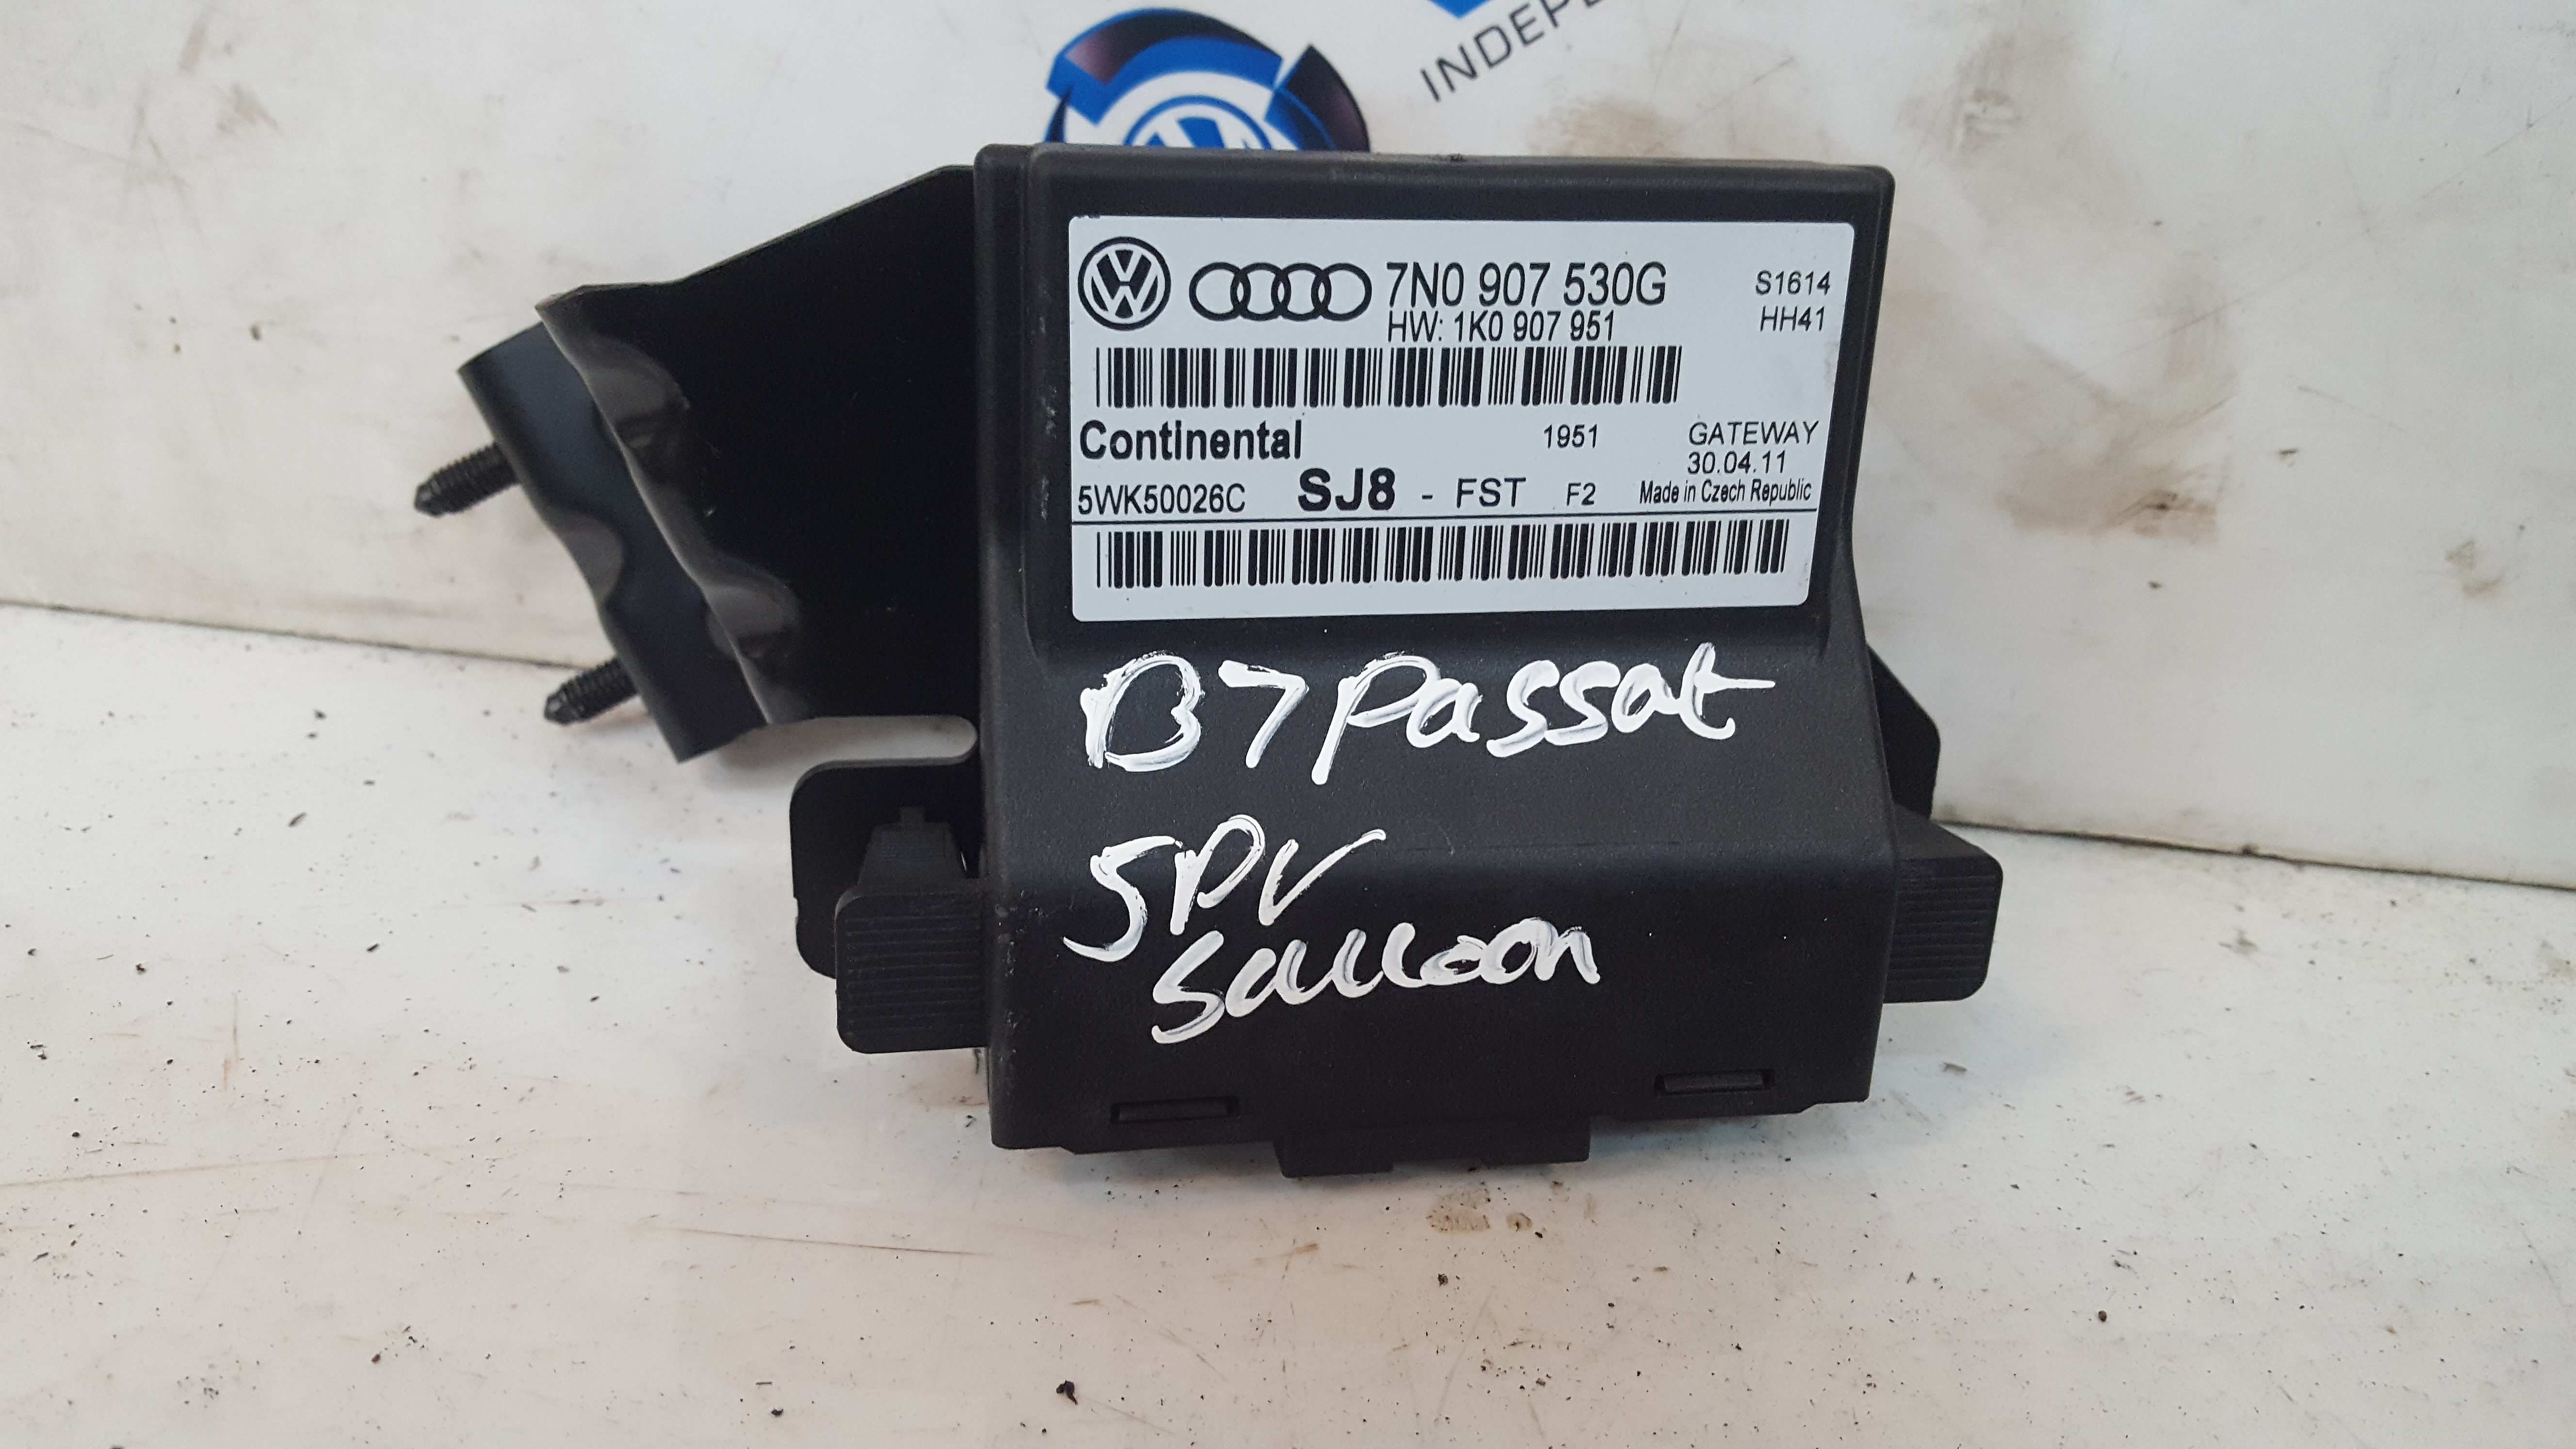 INDEPE
7N0 907 530G
S1614
HW: 1K0 907 951
HH41
Continental
1951
GATEWAY
30.04.11
5WK50026C SJ8 - FST F2 Made in Czech Republic
B7 Passat
5DV
Saloon